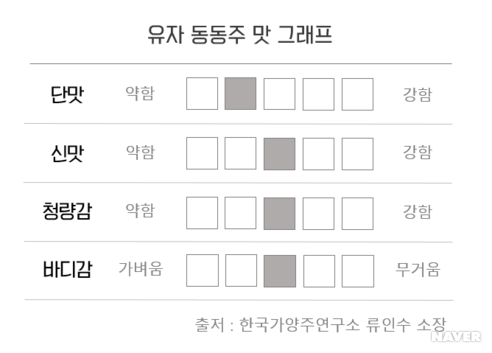 유자 동동주 맛 그래프
단맛 약함 강함
신맛 약함 강함
청량감 약함 강함
바디감 가벼움 무거움
출저 : 한국가양주연구소 류인수 소장
NAVER